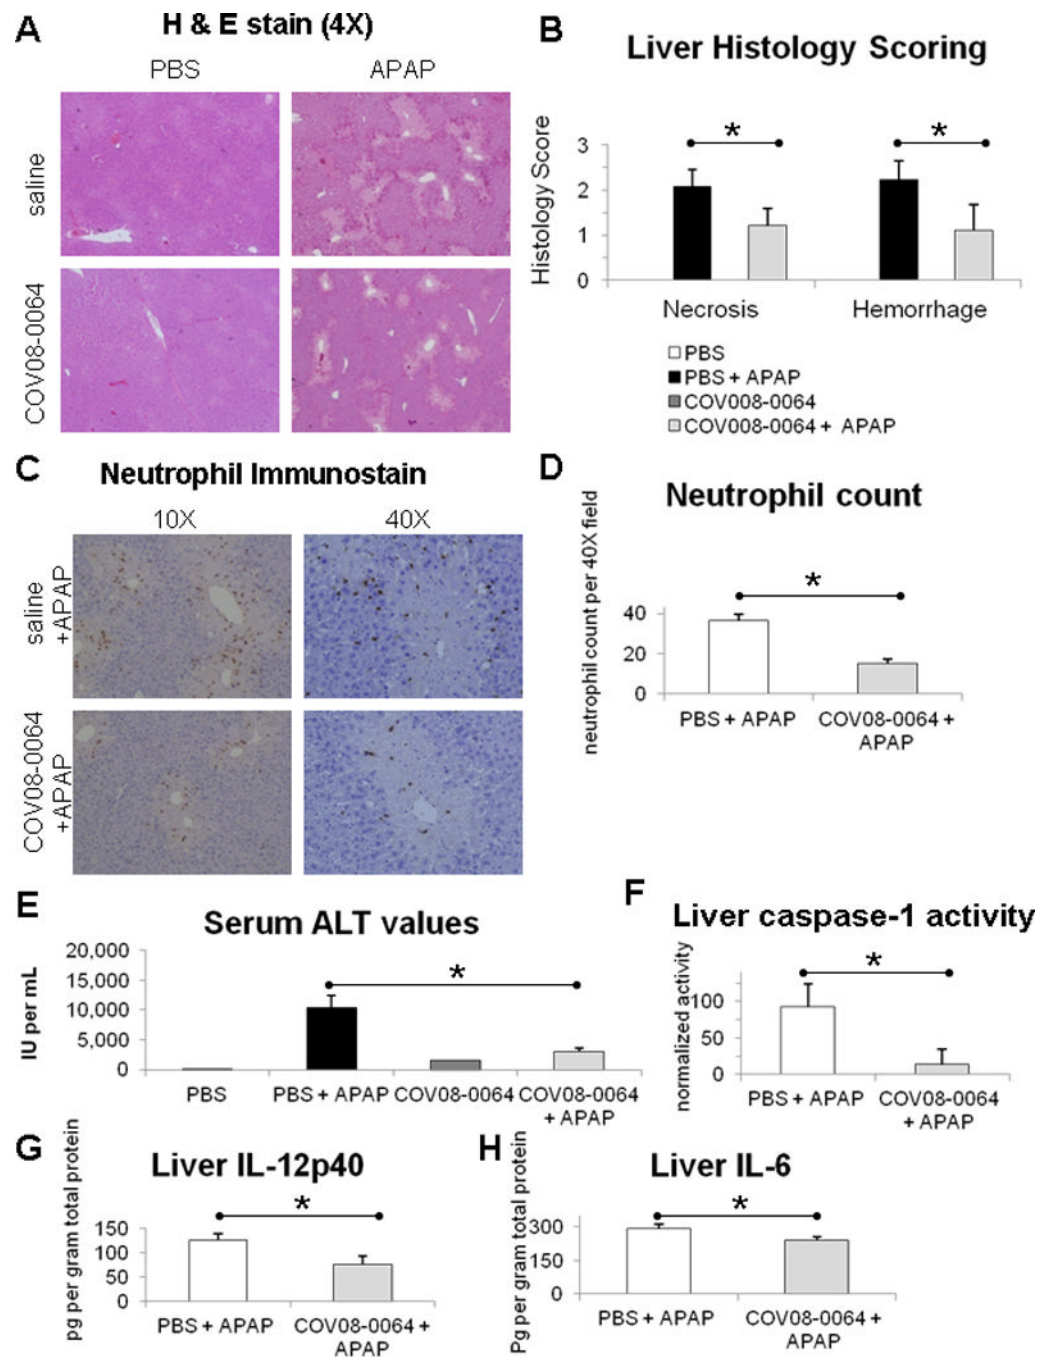 A
H & E stain (4X)
PBS
APAP
saline
COV08-0064
B
Liver Histology Scoring
Histology Score
3
2
1
0
*
*
Necrosis
Hemorrhage
PBS
PBS + APAP
COV008-0064
COV008-0064 + APAP
C
Neutrophil Immunostain
10X
40X
saline
+APAP
COV08-0064
+APAP
D
Neutrophil count
neutrophil count per 40X field
40
20
0
*
PBS + APAP
COV08-0064 +
APAP
E
Serum ALT values
IU per mL
20,000
15,000
10,000
5,000
0
*
PBS
PBS + APAP
COV08-0064
COV08-0064
+ APAP
F
Liver caspase-1 activity
normalized activity
100
50
0
*
PBS + APAP
COV08-0064
+ APAP
G
Liver IL-12p40
pg per gram total protein
150
100
50
0
*
PBS + APAP
COV08-0064 +
APAP
H
Liver IL-6
Pg per gram total protein
300
150
0
*
PBS + APAP
COV08-0064 +
APAP